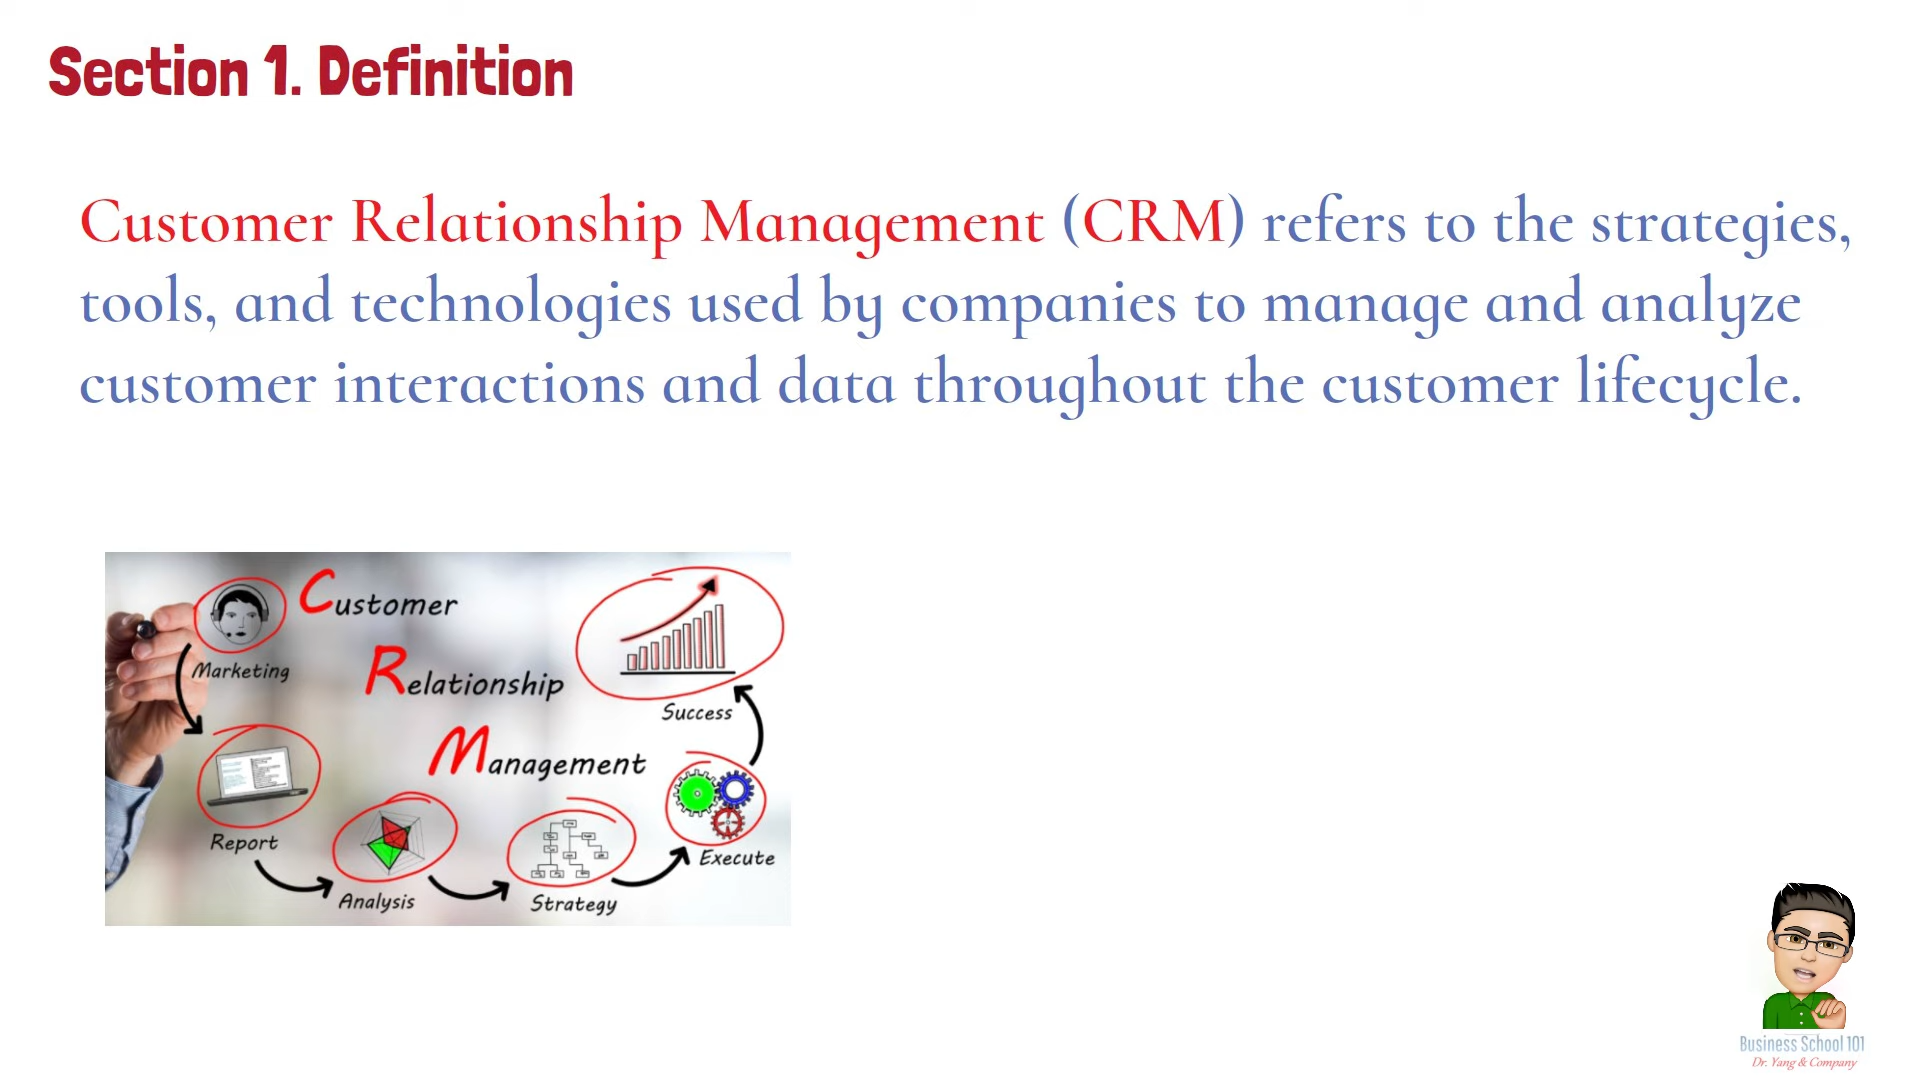 Section 1. Definition
Customer Relationship Management (CRM) refers to the strategies,
tools, and technologies used by companies to manage and analyze
customer interactions and data throughout the customer lifecycle.
Customer
Relationship
Management
Marketing
Report
Analysis
Strategy
Execute
Success
Business School 101
Dr. Yang & Company